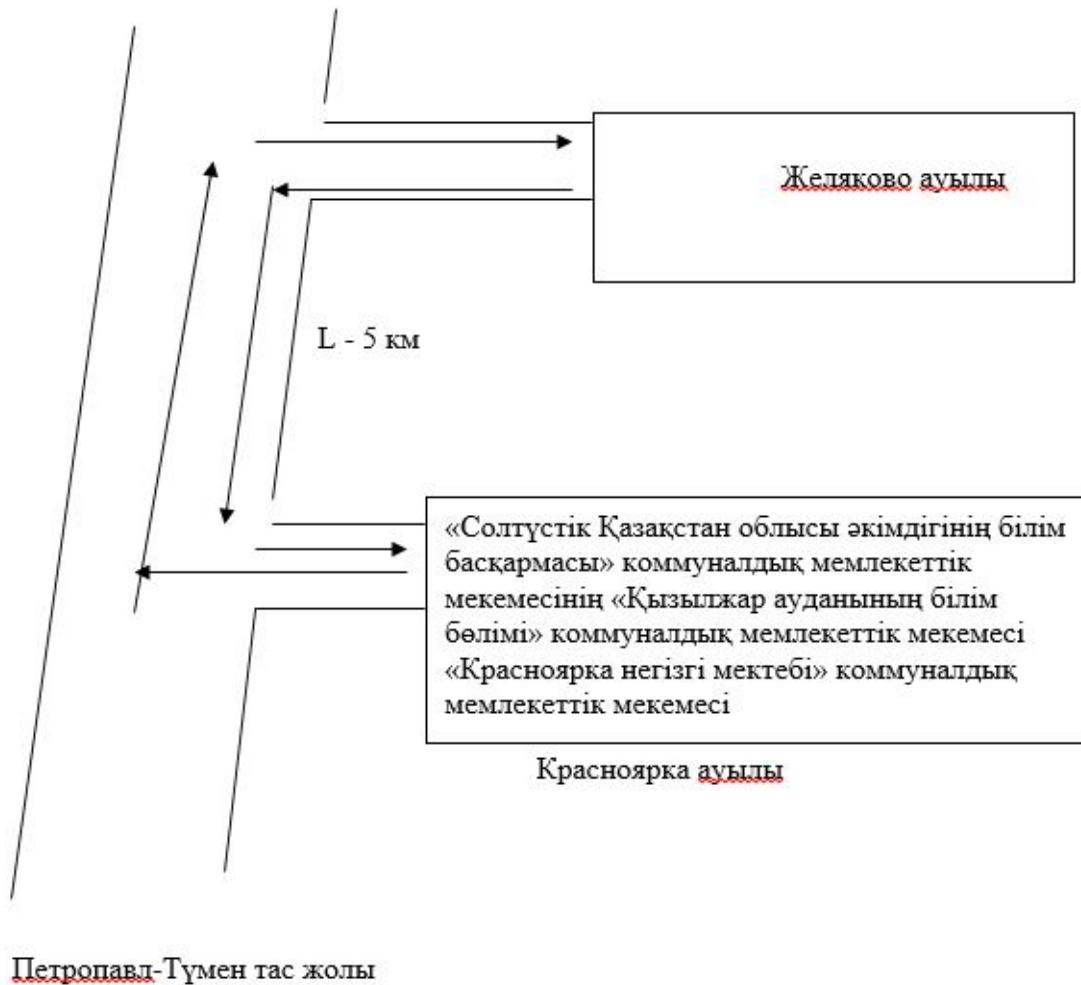 Желяково ауылы
L - 5 км
«Солтүстік Қазақстан облысы әкімдігінің білім
басқармасы» коммуналдық мемлекеттік
мекемесінің «Қызылжар ауданының білім
бөлімі» коммуналдық мемлекеттік мекемесі
«Красноярка негізгі мектебі» коммуналдық
мемлекеттік мекемесі
Красноярка ауылы
Петропавл-Түмен тас жолы